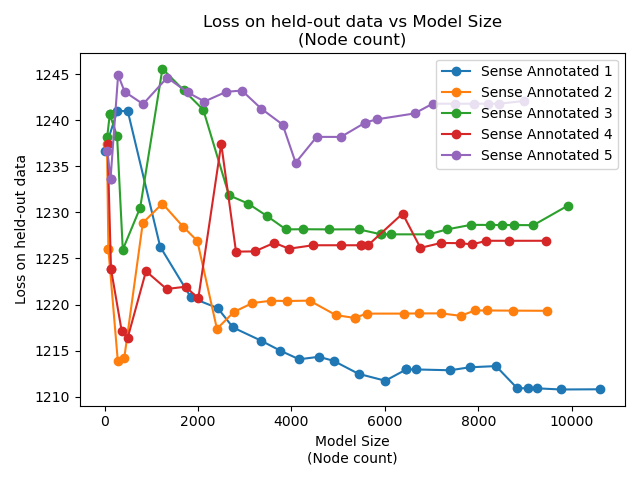 Loss on held-out data vs Model Size
(Node count)
Loss on held-out data
1245
1240
1235
1230
1225
1220
1215
1210
Sense Annotated 1
Sense Annotated 2
Sense Annotated 3
Sense Annotated 4
Sense Annotated 5
0
2000
4000
6000
8000
10000
Model Size
(Node count)